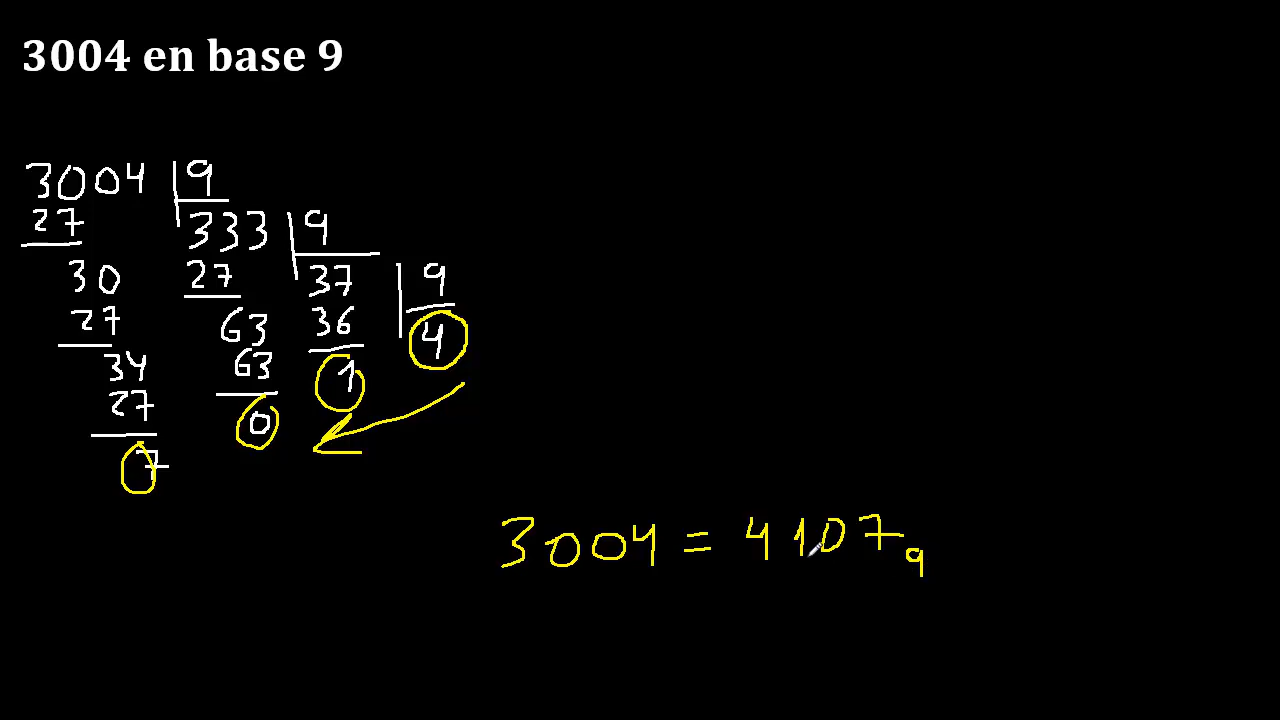 3004 en base 9
3004 9
27 333 9
30 27 37 9
27 63 36 4
34 63 1
27 0
7
3004 = 4107₉